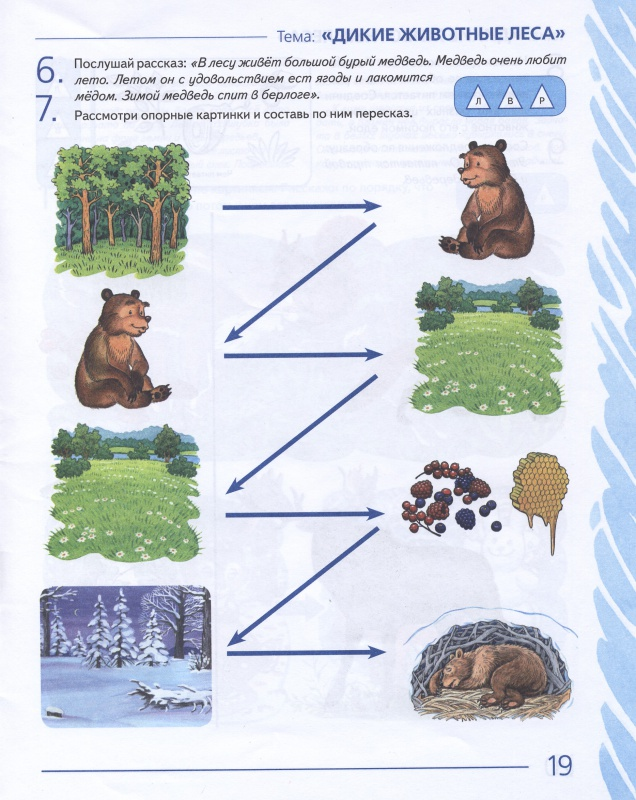 Тема: «ДИКИЕ ЖИВОТНЫЕ ЛЕСА»
6. Послушай рассказ: «В лесу живёт большой бурый медведь. Медведь очень любит
лето. Летом он с удовольствием ест ягоды и лакомится
мёдом. Зимой медведь спит в берлоге».
Л В Р
7. Рассмотри опорные картинки и составь по ним пересказ.
19